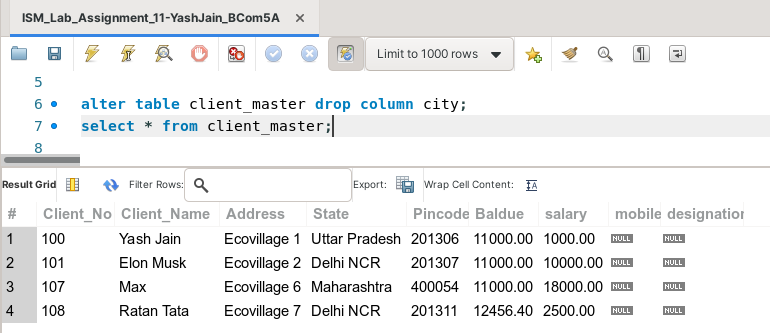 ISM_Lab_Assignment_11-YashJain_BCom5A ×
Limit to 1000 rows
5
6 alter table client_master drop column city;
7 select * from client_master;
8
Result Grid Filter Rows: Export: Wrap Cell Content:
# Client_No Client_Name Address State Pincode Baldue salary mobile designation
1 100 Yash Jain Ecovillage 1 Uttar Pradesh 201306 11000.00 1000.00 NULL NULL
2 101 Elon Musk Ecovillage 2 Delhi NCR 201307 11000.00 10000.00 NULL NULL
3 107 Max Ecovillage 6 Maharashtra 400054 11000.00 18000.00 NULL NULL
4 108 Ratan Tata Ecovillage 7 Delhi NCR 201311 12456.40 2500.00 NULL NULL